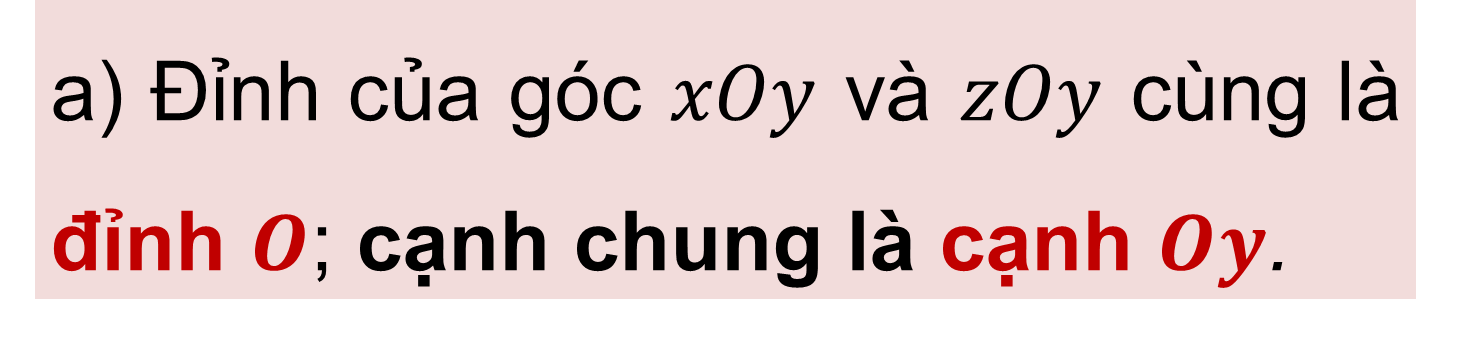 a) Đỉnh của góc xOy và zOy cùng là
đỉnh O; cạnh chung là cạnh Oy.